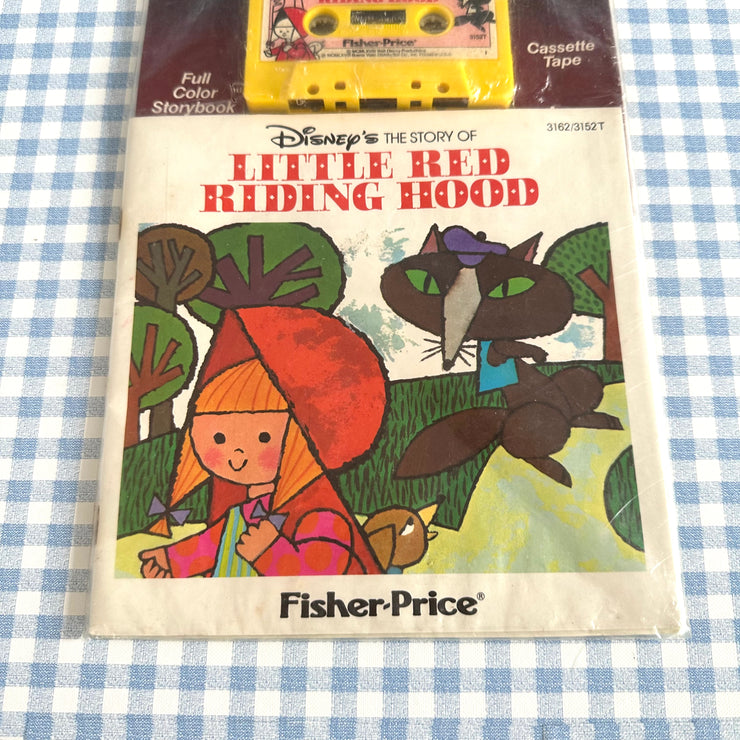 RIDING HOOD
Fisher-Price
3152T
Full
Color
Storybook
Cassette
Tape
Disney's THE STORY OF
3162/3152T
LITTLE RED
RIDING HOOD
Fisher-Price®